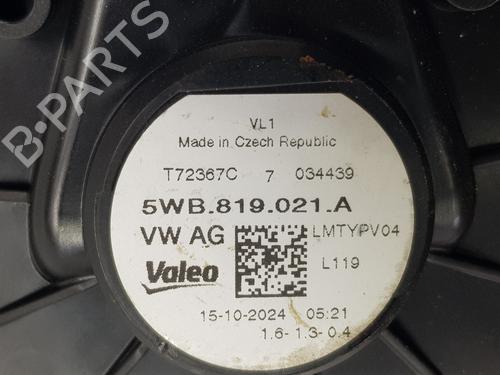 B-PARTS
VL1
Made in Czech Republic
T72367C 7 034439
5WB.819.021.A
VW AG LMTYPV04
Valeo L119
15-10-2024 05:21
1.6- 1.3- 0.4